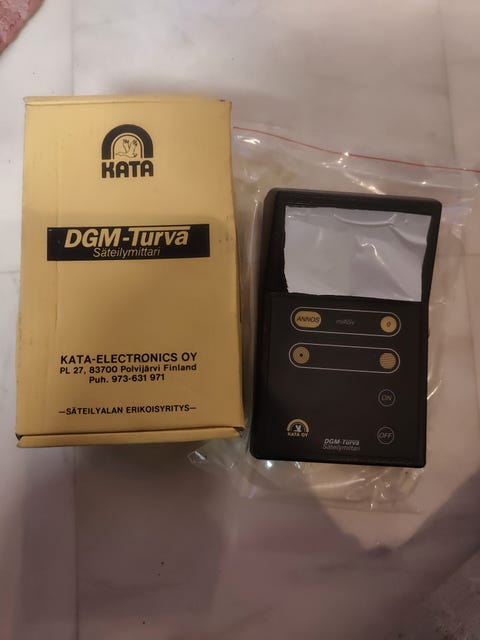 KATA
DGM-Turva
Säteilymittari
KATA-ELECTRONICS OY
PL 27, 83700 Polvijärvi Finland
Puh. 973-631 971
—SÄTEILYALAN ERIKOISYRITYS—
ANNOS
0
ON
OFF
KATA OY
DGM-Turva
Säteilymittari